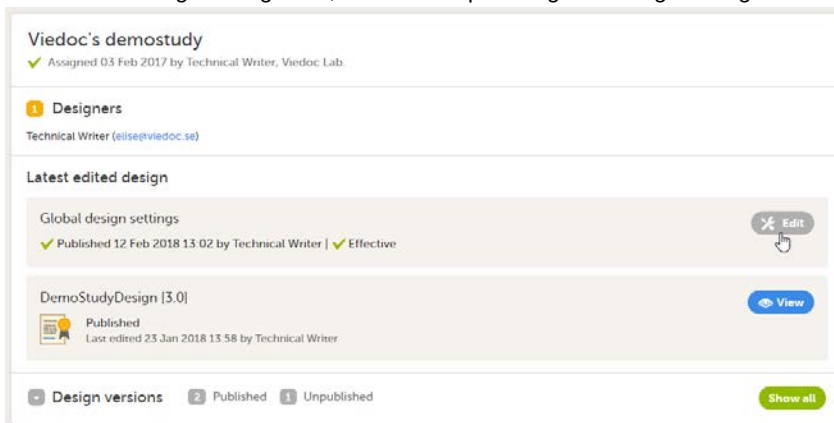 Viedoc's demostudy
Assigned 03 Feb 2017 by Technical Writer, Viedoc Lab.
1 Designers
Technical Writer (elise@viedoc.se)
Latest edited design
Global design settings
Edit
Published 12 Feb 2018 13:02 by Technical Writer | Effective
DemoStudyDesign [3.0]
View
Published
Last edited 23 Jan 2018 13:58 by Technical Writer
Design versions 2 Published 1 Unpublished Show all